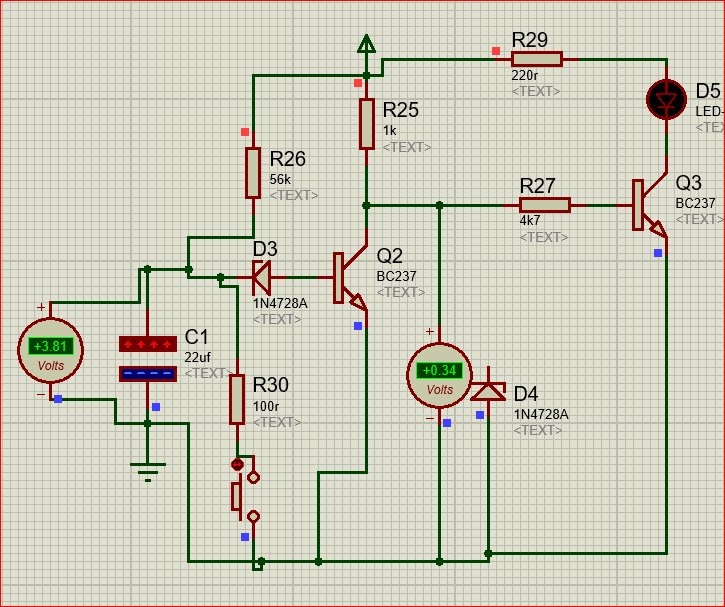 R29
220r
<TEXT>
D5
LED-
<TE
R25
1k
<TEXT>
R26
56k
<TEXT>
R27
4k7
<TEXT>
Q3
BC237
<TEXT>
D3
1N4728A
<TEXT>
Q2
BC237
<TEXT>
+
+3.81
Volts
−
C1
22uf
<TEXT>
+
+0.34
Volts
−
R30
100r
<TEXT>
D4
1N4728A
<TEXT>